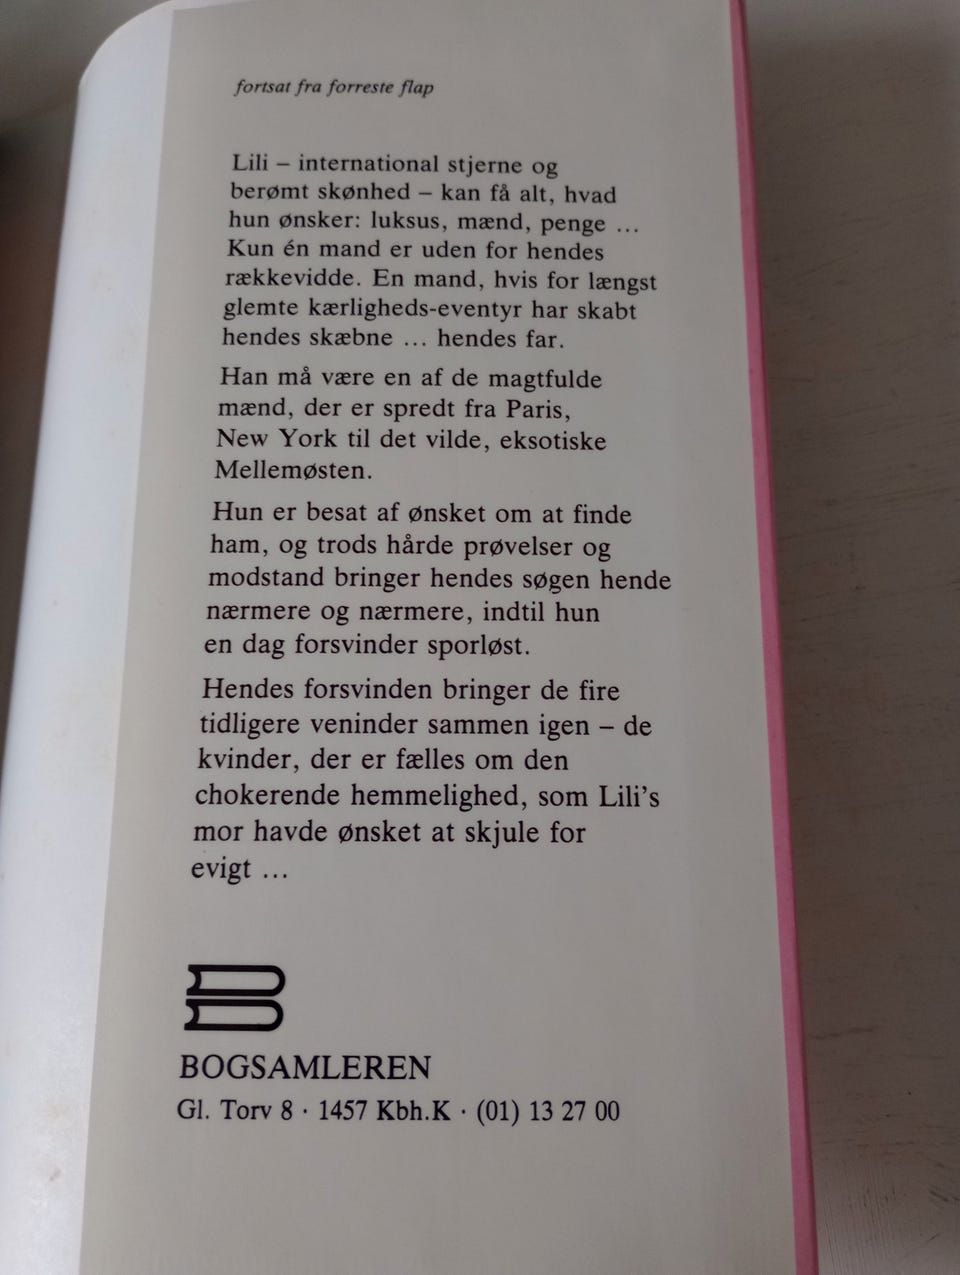 fortsat fra forreste flap
Lili – international stjerne og
berømt skønhed – kan få alt, hvad
hun ønsker: luksus, mænd, penge ...
Kun én mand er uden for hendes
rækkevidde. En mand, hvis for længst
glemte kærligheds-eventyr har skabt
hendes skæbne ... hendes far.
Han må være en af de magtfulde
mænd, der er spredt fra Paris,
New York til det vilde, eksotiske
Mellemøsten.
Hun er besat af ønsket om at finde
ham, og trods hårde prøvelser og
modstand bringer hendes søgen hende
nærmere og nærmere, indtil hun
en dag forsvinder sporløst.
Hendes forsvinden bringer de fire
tidligere veninder sammen igen – de
kvinder, der er fælles om den
chokerende hemmelighed, som Lili's
mor havde ønsket at skjule for
evigt ...
BOGSAMLEREN
Gl. Torv 8 · 1457 Kbh.K · (01) 13 27 00